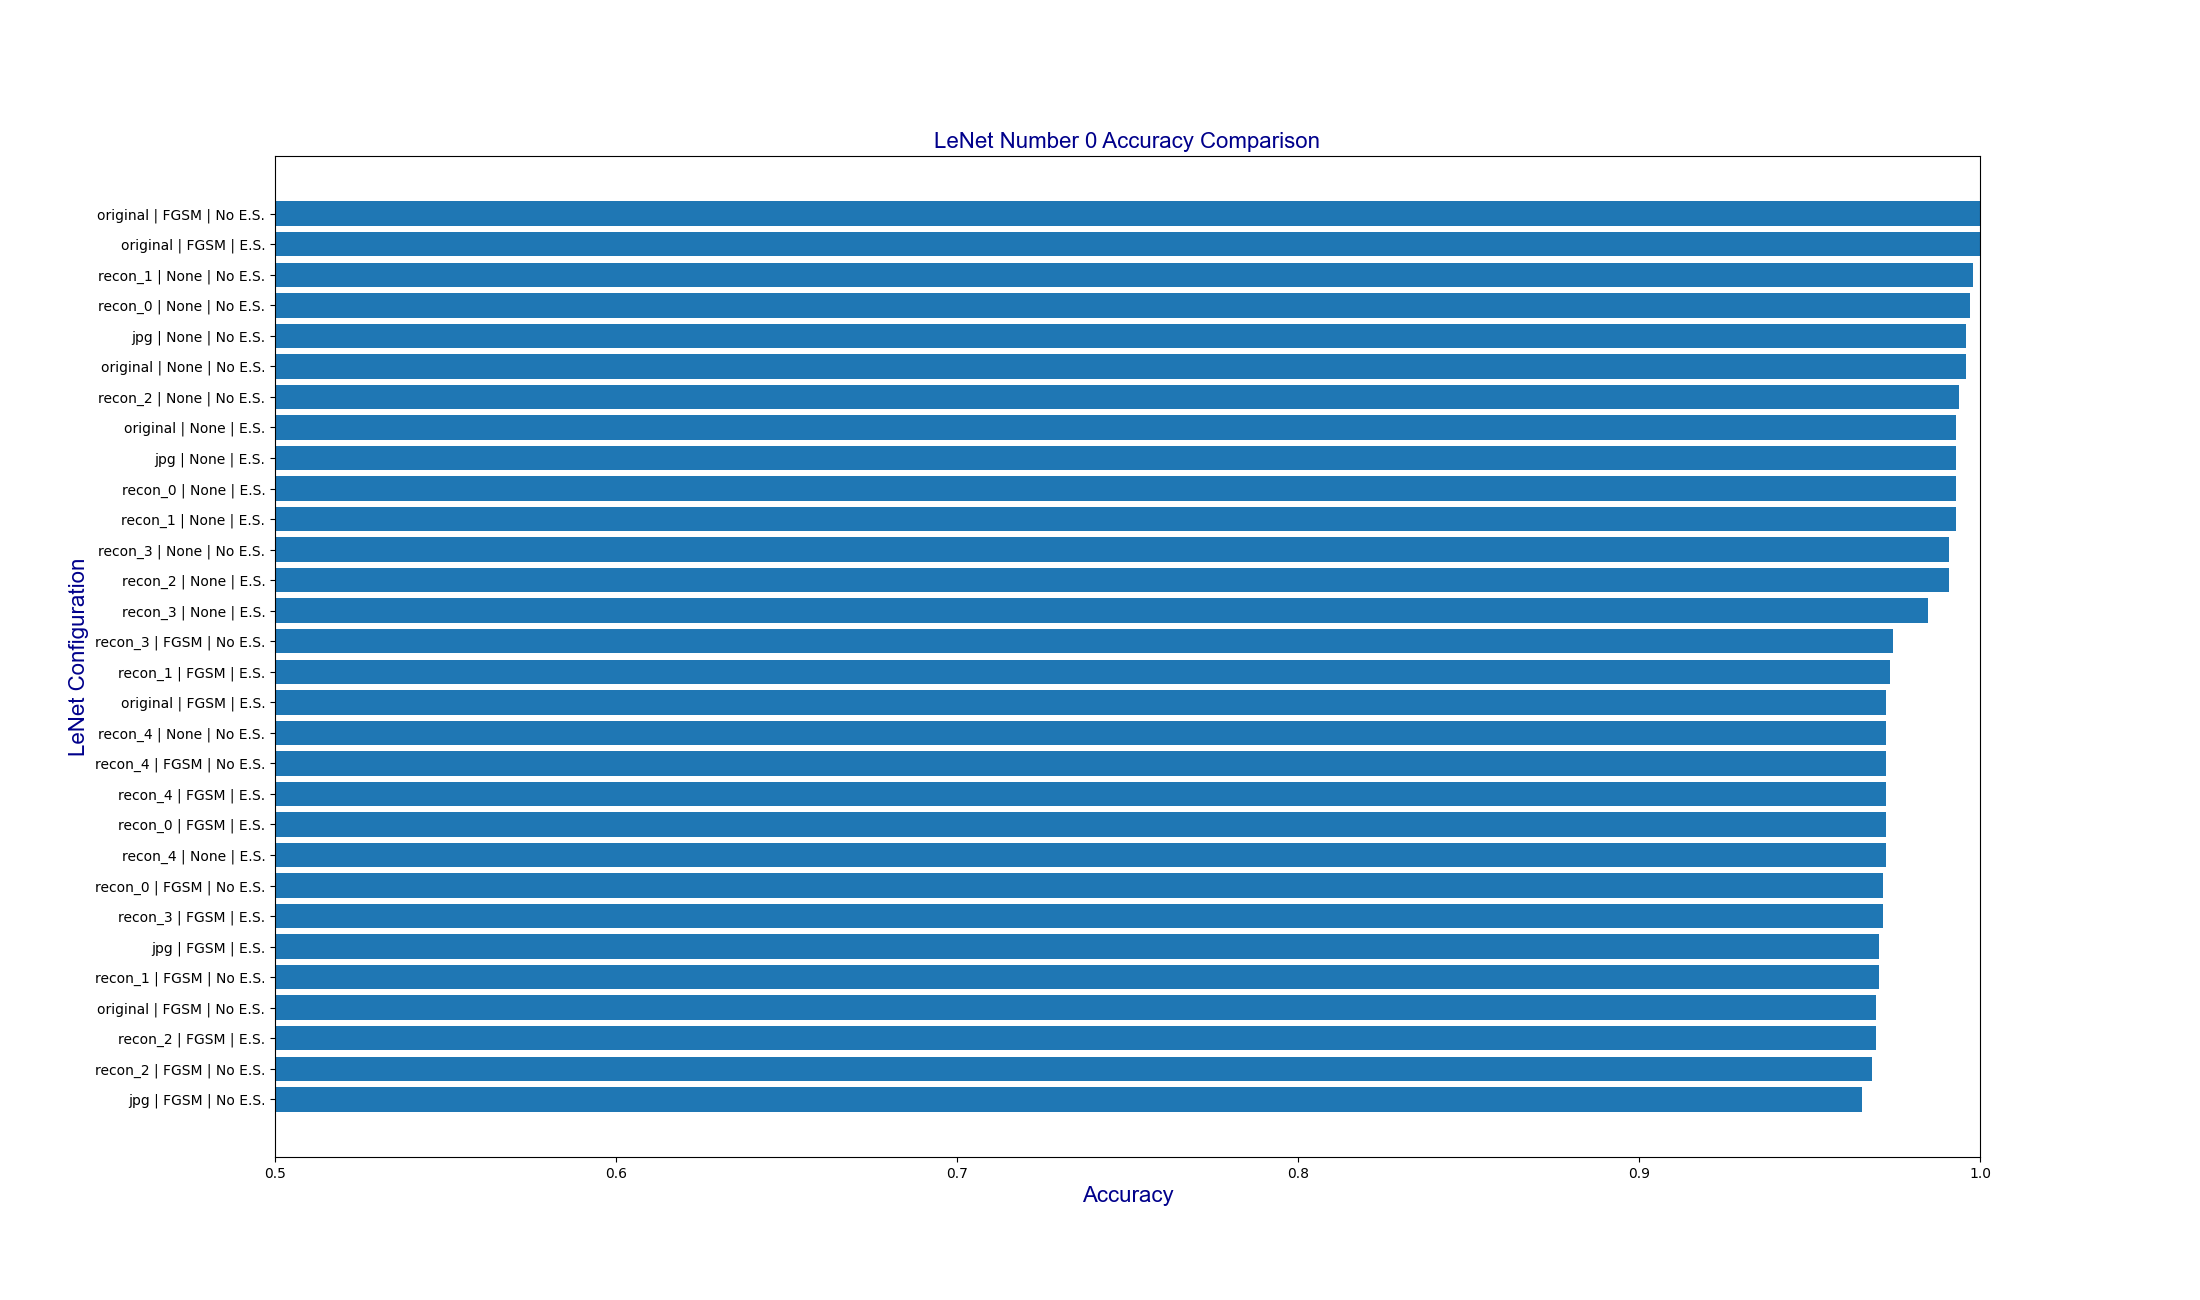 LeNet Number 0 Accuracy Comparison
original | FGSM | No E.S.
original | FGSM | E.S.
recon_1 | None | No E.S.
recon_0 | None | No E.S.
jpg | None | No E.S.
original | None | No E.S.
recon_2 | None | No E.S.
original | None | E.S.
jpg | None | E.S.
recon_0 | None | E.S.
recon_1 | None | E.S.
recon_3 | None | No E.S.
recon_2 | None | E.S.
recon_3 | None | E.S.
recon_3 | FGSM | No E.S.
recon_1 | FGSM | E.S.
original | FGSM | E.S.
recon_4 | None | No E.S.
recon_4 | FGSM | No E.S.
recon_4 | FGSM | E.S.
recon_0 | FGSM | E.S.
recon_4 | None | E.S.
recon_0 | FGSM | No E.S.
recon_3 | FGSM | E.S.
jpg | FGSM | E.S.
recon_1 | FGSM | No E.S.
original | FGSM | No E.S.
recon_2 | FGSM | E.S.
recon_2 | FGSM | No E.S.
jpg | FGSM | No E.S.
LeNet Configuration
0.5 0.6 0.7 0.8 0.9 1.0
Accuracy